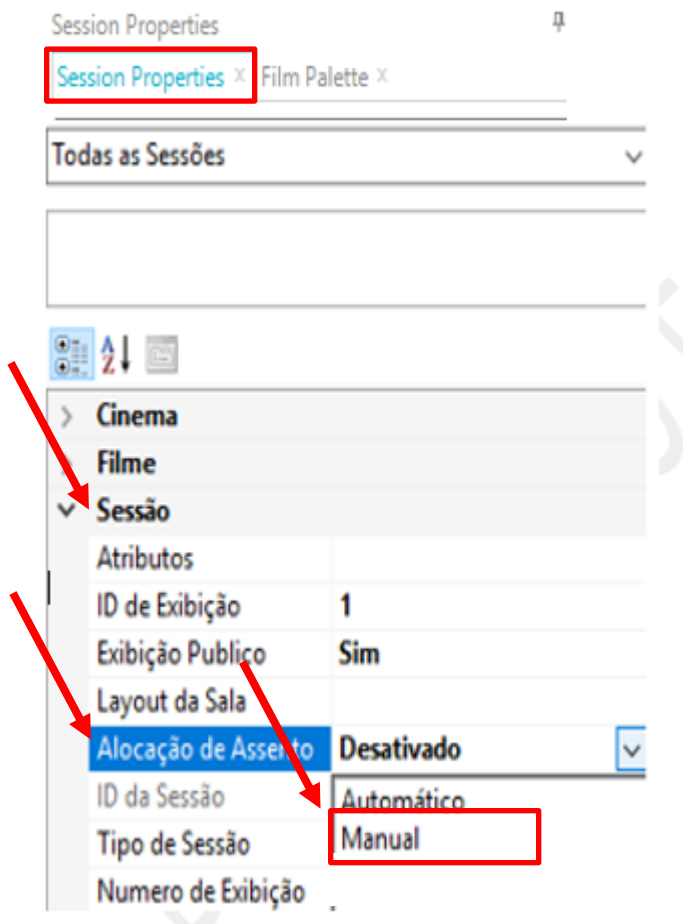 Session Properties
Session Properties x Film Palette x
Todas as Sessões
Cinema
Filme
Sessão
Atributos
ID de Exibição 1
Exibição Publico Sim
Layout da Sala
Alocação de Assento Desativado
ID da Sessão Automático
Tipo de Sessão Manual
Numero de Exibição